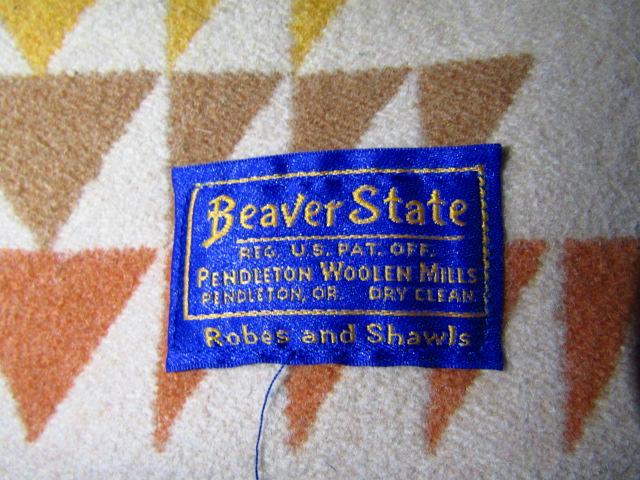 Beaver State
REG. U.S. PAT. OFF.
PENDLETON WOOLEN MILLS
PENDLETON, OR. DRY CLEAN.
Robes and Shawls